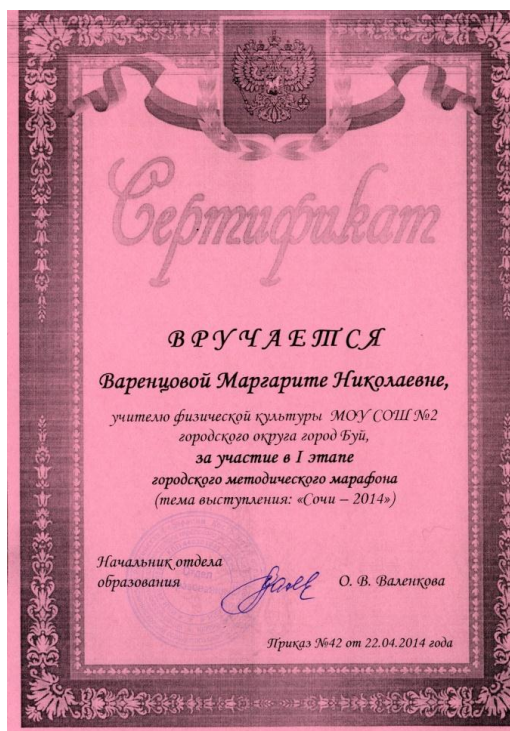 Сертификат
ВРУЧАЕТСЯ
Варенцовой Маргарите Николаевне,
учителю физической культуры МОУ СОШ №2
городского округа город Буй,
за участие в I этапе
городского методического марафона
(тема выступления: «Сочи – 2014»)
Начальник отдела
образования
О. В. Валенкова
Приказ №42 от 22.04.2014 года